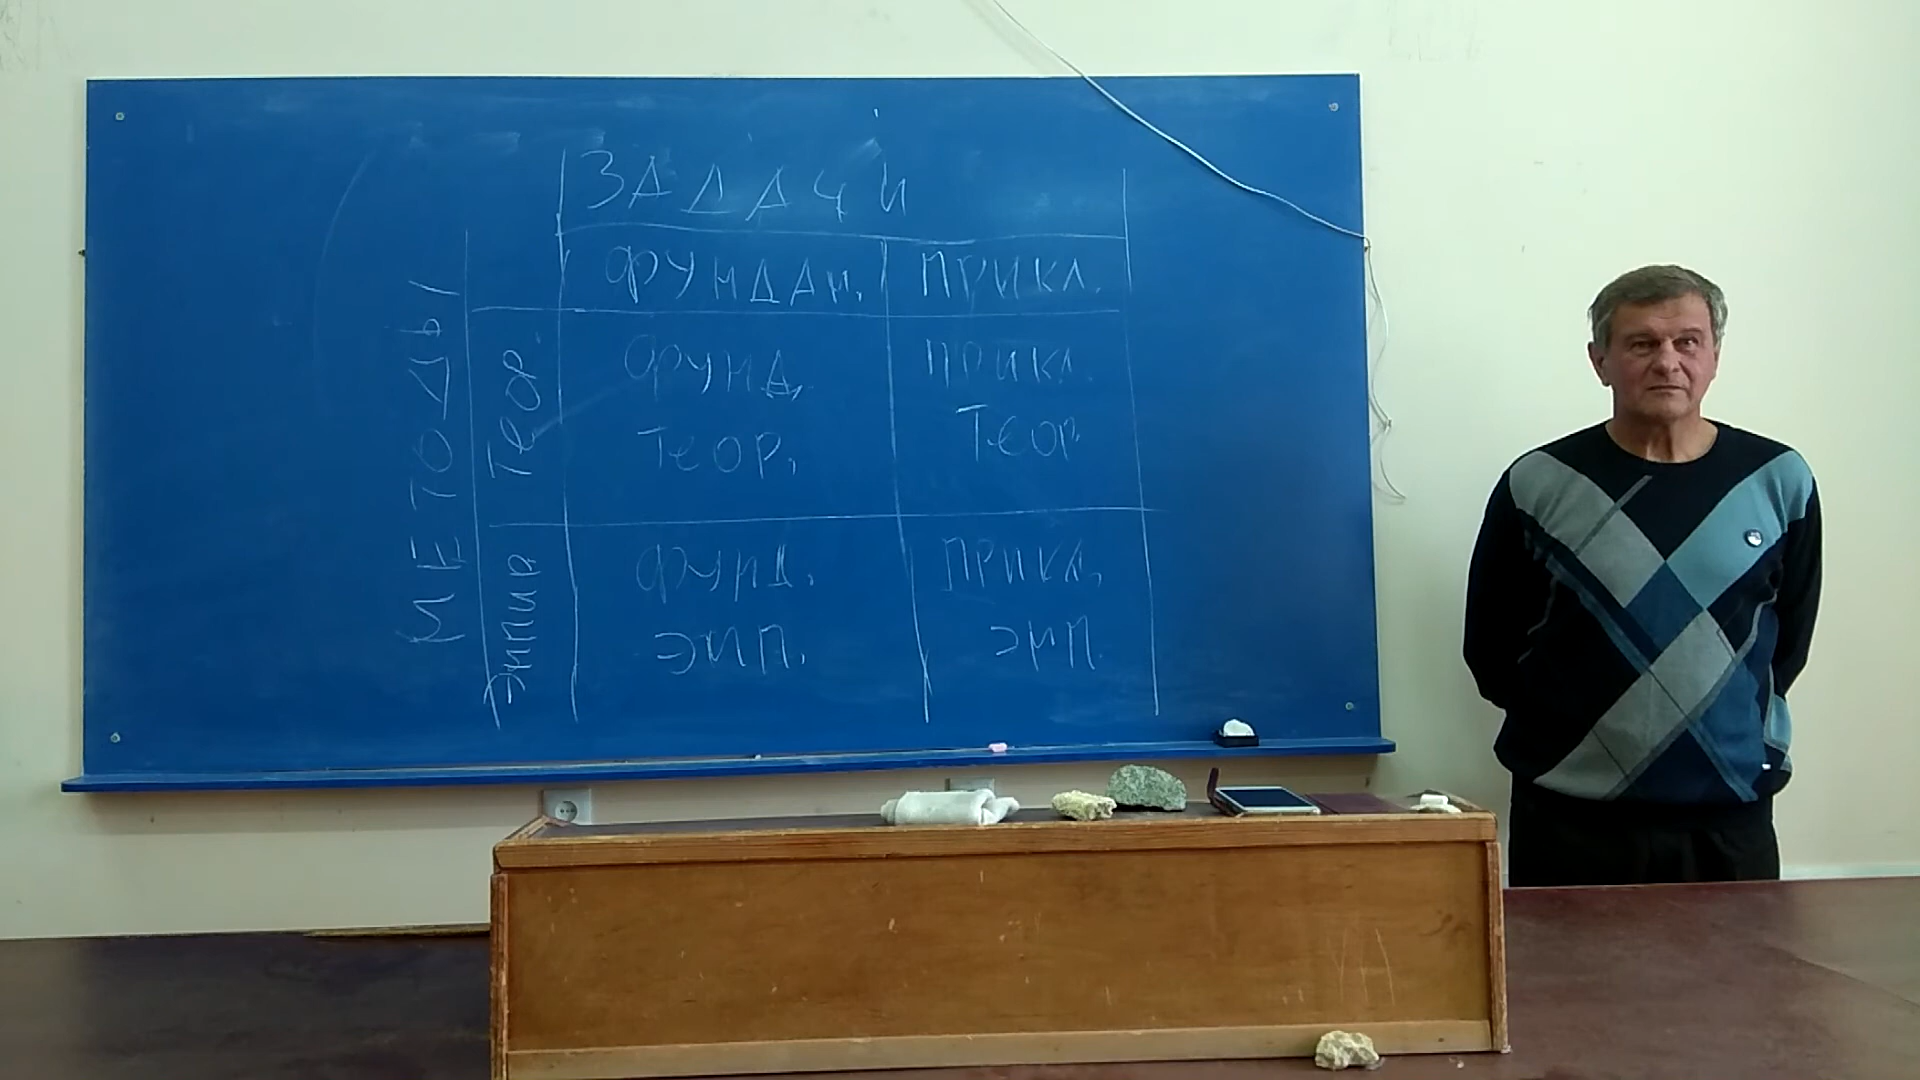 ЗАДАЧИ
ФУНДАМ. ПРИКЛ.
МЕТОДЫ
ТЕОР.
ФУНД. ТЕОР.
ПРИКЛ. ТЕОР
ЭМПИР
ФУНД. ЭМП.
ПРИКЛ. ЭМП.